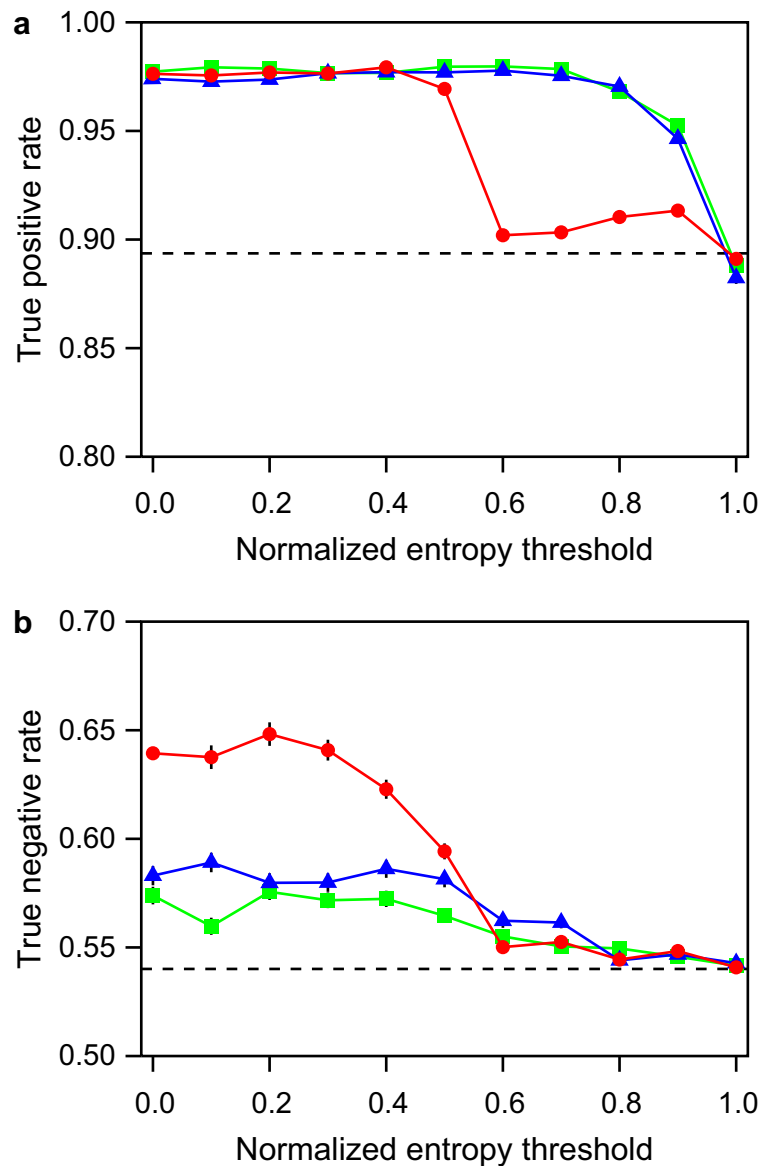 a
1.00
0.95
0.90
0.85
0.80
True positive rate
0.0 0.2 0.4 0.6 0.8 1.0
Normalized entropy threshold
b
0.70
0.65
0.60
0.55
0.50
True negative rate
0.0 0.2 0.4 0.6 0.8 1.0
Normalized entropy threshold